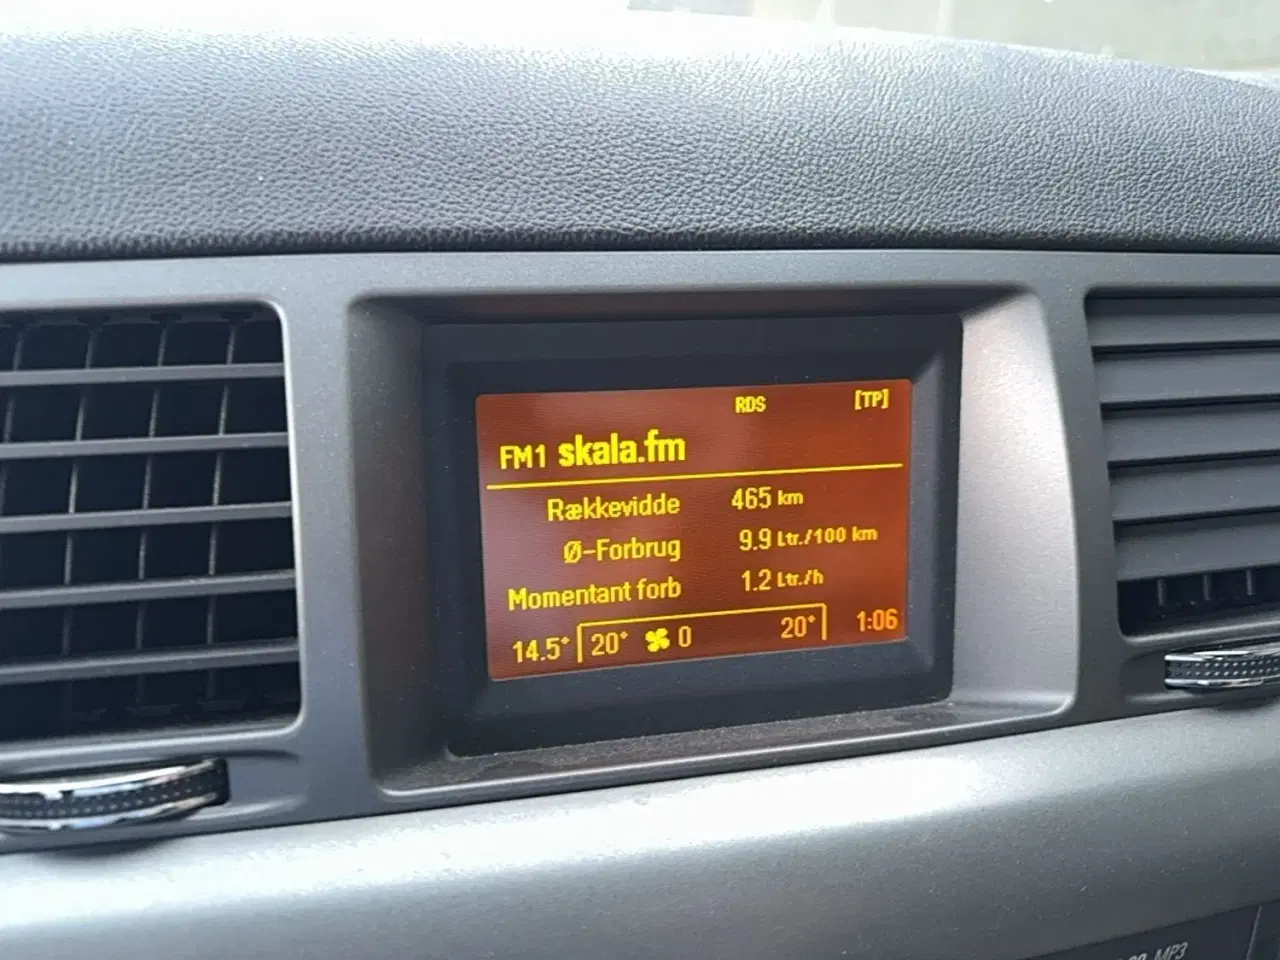 RDS [TP]
FM1 skala.fm
Rækkevidde 465 km
Ø-Forbrug 9.9 Ltr./100 km
Momentant forb 1.2 Ltr./h
14.5° 20° 0 20° 1:06
MP3